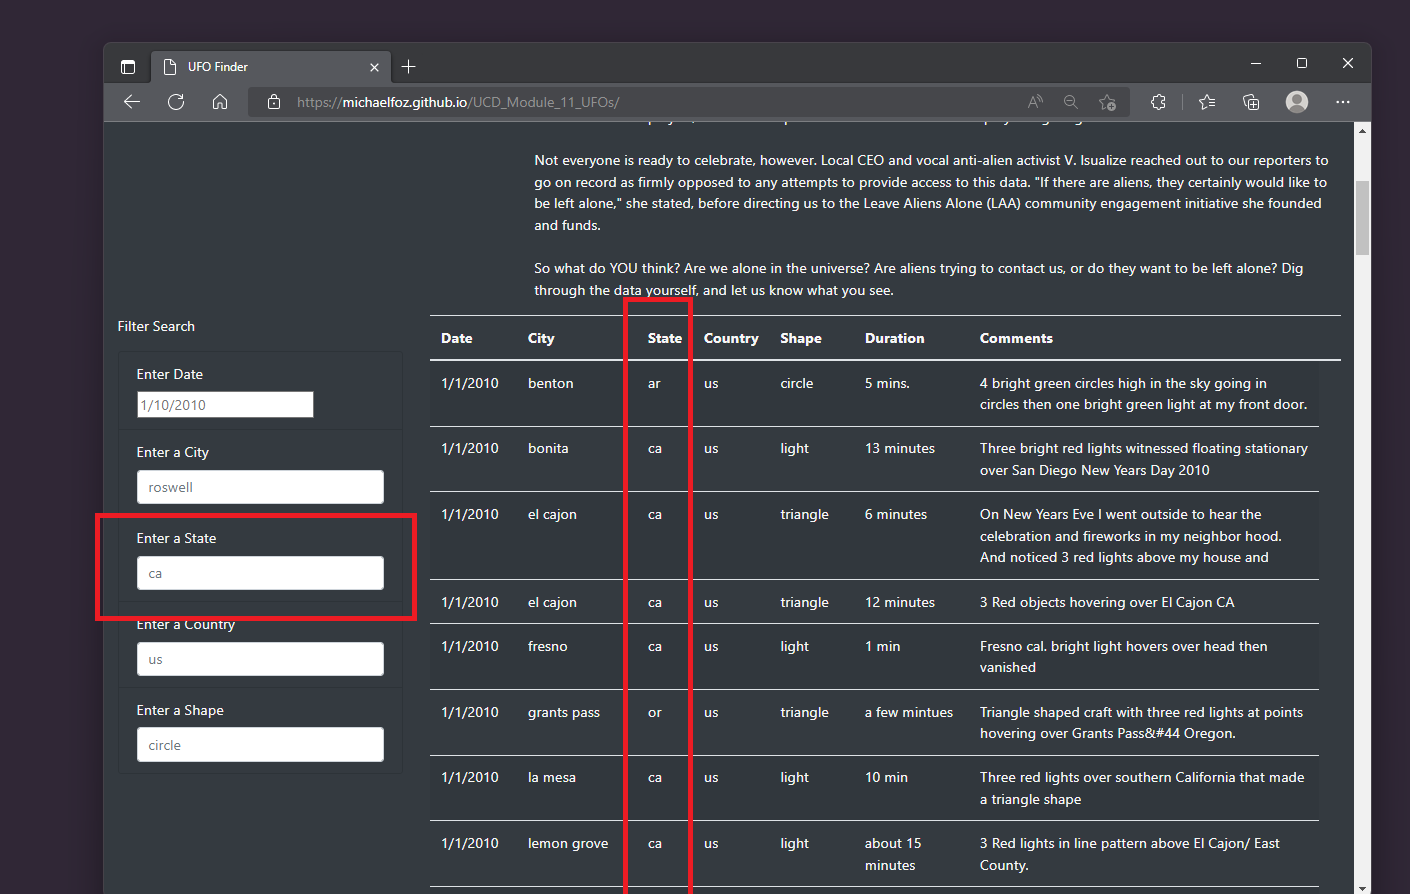 UFO Finder
https://michaelfoz.github.io/UCD_Module_11_UFOs/
Not everyone is ready to celebrate, however. Local CEO and vocal anti-alien activist V. Isualize reached out to our reporters to
go on record as firmly opposed to any attempts to provide access to this data. "If there are aliens, they certainly would like to
be left alone," she stated, before directing us to the Leave Aliens Alone (LAA) community engagement initiative she founded
and funds.
So what do YOU think? Are we alone in the universe? Are aliens trying to contact us, or do they want to be left alone? Dig
through the data yourself, and let us know what you see.
Filter Search
Enter Date
1/10/2010
Enter a City
roswell
Enter a State
ca
Enter a Country
us
Enter a Shape
circle
Date City State Country Shape Duration Comments
1/1/2010 benton ar us circle 5 mins. 4 bright green circles high in the sky going in
circles then one bright green light at my front door.
1/1/2010 bonita ca us light 13 minutes Three bright red lights witnessed floating stationary
over San Diego New Years Day 2010
1/1/2010 el cajon ca us triangle 6 minutes On New Years Eve I went outside to hear the
celebration and fireworks in my neighbor hood.
And noticed 3 red lights above my house and
1/1/2010 el cajon ca us triangle 12 minutes 3 Red objects hovering over El Cajon CA
1/1/2010 fresno ca us light 1 min Fresno cal. bright light hovers over head then
vanished
1/1/2010 grants pass or us triangle a few mintues Triangle shaped craft with three red lights at points
hovering over Grants Pass&#44 Oregon.
1/1/2010 la mesa ca us light 10 min Three red lights over southern California that made
a triangle shape
1/1/2010 lemon grove ca us light about 15 3 Red lights in line pattern above El Cajon/ East
minutes County.